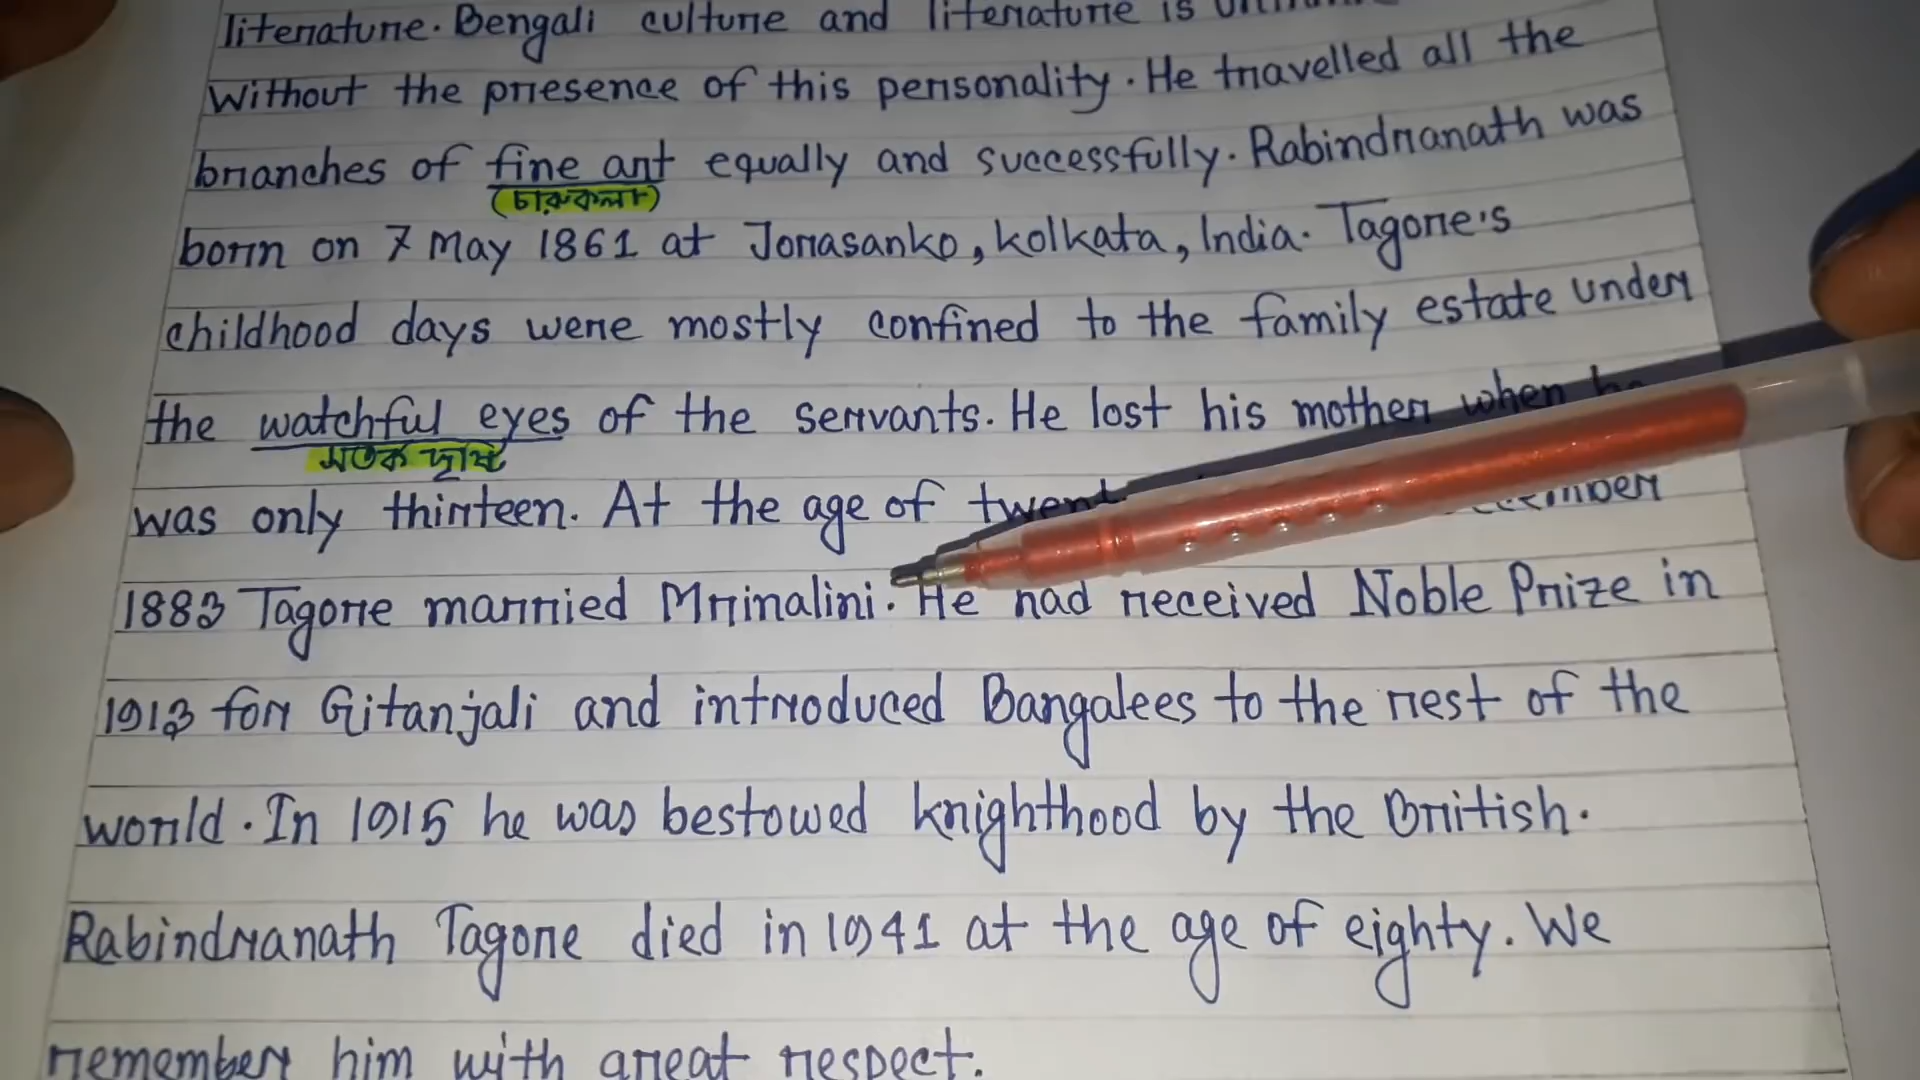 literature. Bengali culture and literature is
Without the presence of this personality. He travelled all the
branches of fine art equally and successfully. Rabindranath was
(চারুকলা)
born on 7 May 1861 at Jorasanko, Kolkata, India. Tagore's
childhood days were mostly confined to the family estate under
the watchful eyes of the servants. He lost his mother when he
সতর্ক দৃষ্টি
was only thirteen. At the age of
1883 Tagore married Mrinalini. He had received Noble Prize in
1913 for Gitanjali and introduced Bangalees to the rest of the
world. In 1915 he was bestowed knighthood by the British.
Rabindranath Tagore died in 1941 at the age of eighty. We
remember him with great respect.